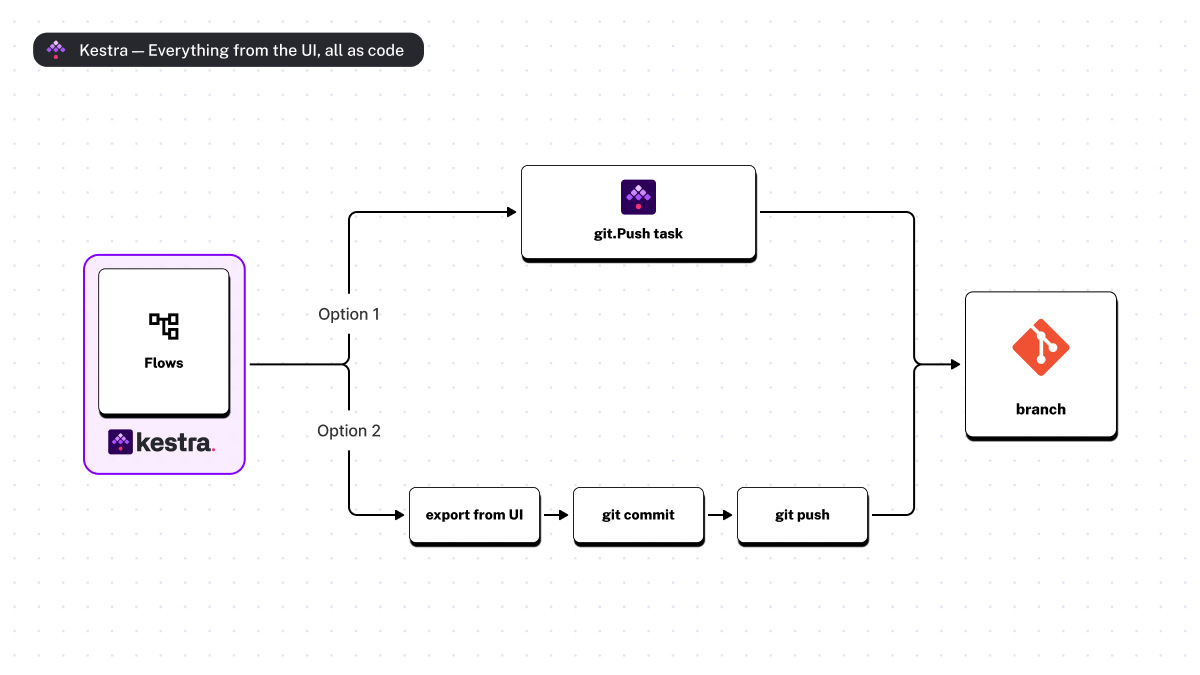 Kestra — Everything from the UI, all as code
git.Push task
Option 1
Flows
kestra.
branch
Option 2
export from UI
git commit
git push